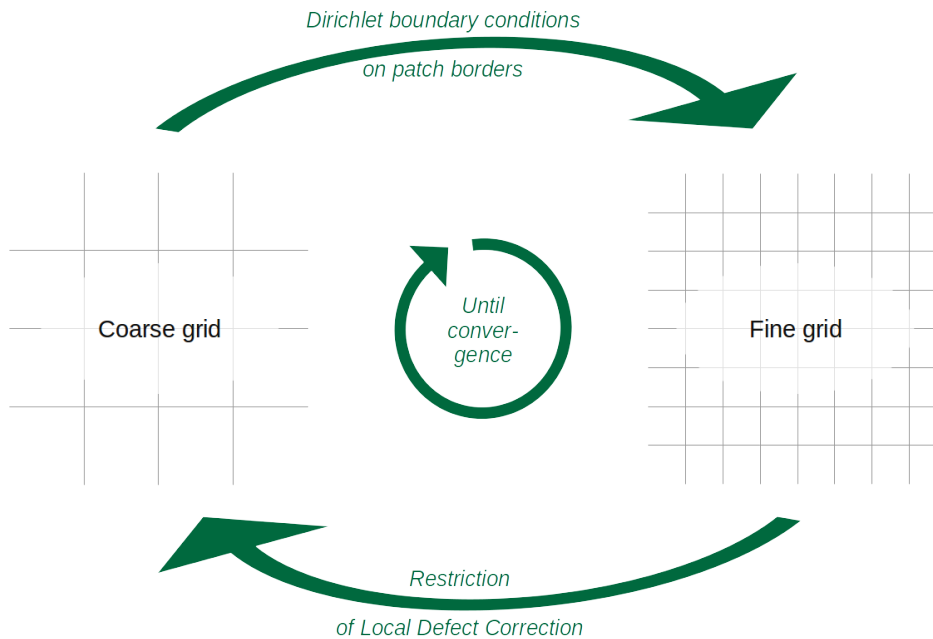 Dirichlet boundary conditions
on patch borders
Coarse grid
Until
conver-
gence
Fine grid
Restriction
of Local Defect Correction